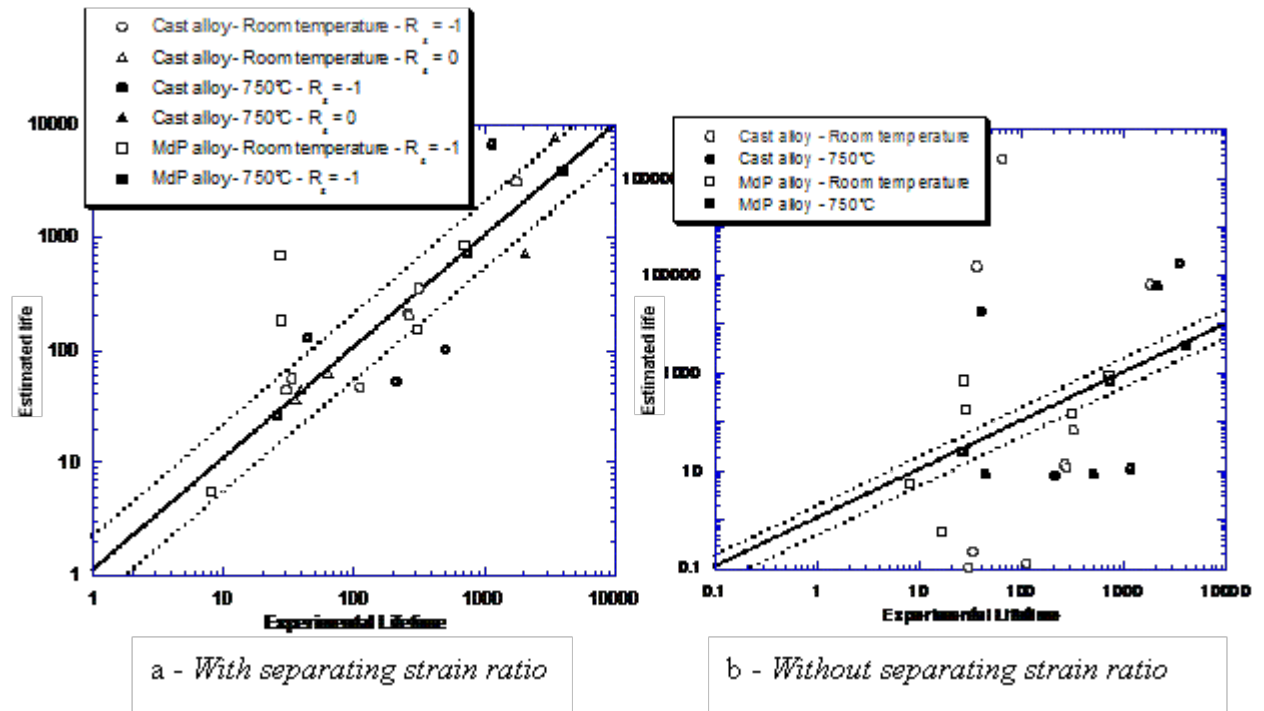 Cast alloy- Room temperature - Rε = -1
Cast alloy- Room temperature - Rε = 0
Cast alloy- 750°C - Rε = -1
Cast alloy- 750°C - Rε = 0
MdP alloy- Room temperature - Rε = -1
MdP alloy- 750°C - Rε = -1
10000
1000
100
10
1
Estimated life
1 10 100 1000 10000
Experimental Lifetime
a - With separating strain ratio
Cast alloy - Room temperature
Cast alloy - 750°C
MdP alloy - Room temperature
MdP alloy - 750°C
100000
1000
10
0.1
Estimated life
0.1 1 10 100 1000 10000
Experimental Lifetime
b - Without separating strain ratio